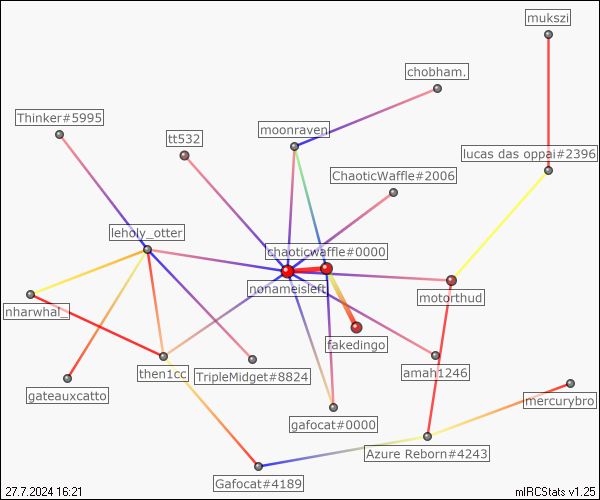 mukszi
chobham.
Thinker#5995
moonraven
tt532
lucas das oppai#2396
ChaoticWaffle#2006
leholy_otter
chaoticwaffle#0000
nonameisleft
motorthud
nharwhal_
fakedingo
then1cc
TripleMidget#8824
amah1246
gateauxcatto
mercurybro
gafocat#0000
Azure Reborn#4243
Gafocat#4189
27.7.2024 16:21
mIRCStats v1.25